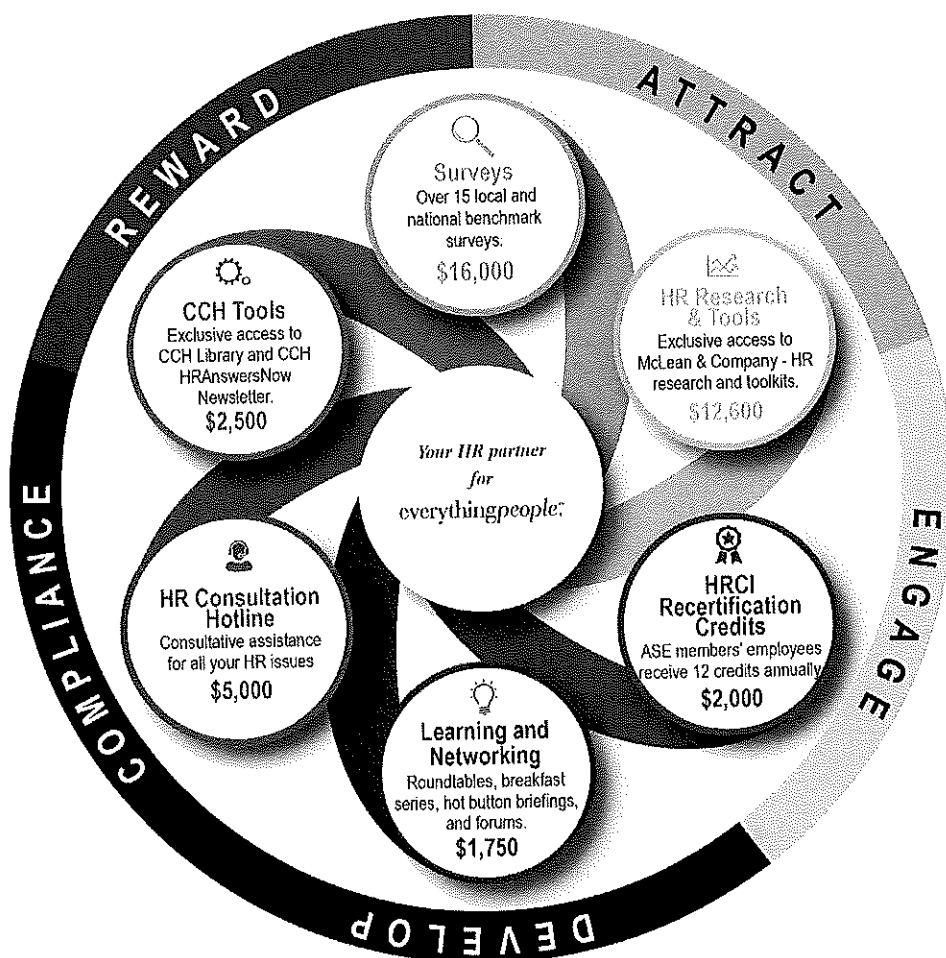 REWARD
ATTRACT
ENGAGE
DEVELOP
COMPLIANCE
Surveys
Over 15 local and
national benchmark
surveys.
$16,000
HR Research
& Tools
Exclusive access to
McLean & Company - HR
research and toolkits.
$12,600
HRCI
Recertification
Credits
ASE members' employees
receive 12 credits annually
$2,000
Learning and
Networking
Roundtables, breakfast
series, hot button briefings,
and forums.
$1,750
HR Consultation
Hotline
Consultative assistance
for all your HR issues
$5,000
CCH Tools
Exclusive access to
CCH Library and CCH
HRAnswersNow
Newsletter.
$2,500
Your HR partner
for
everythingpeople™